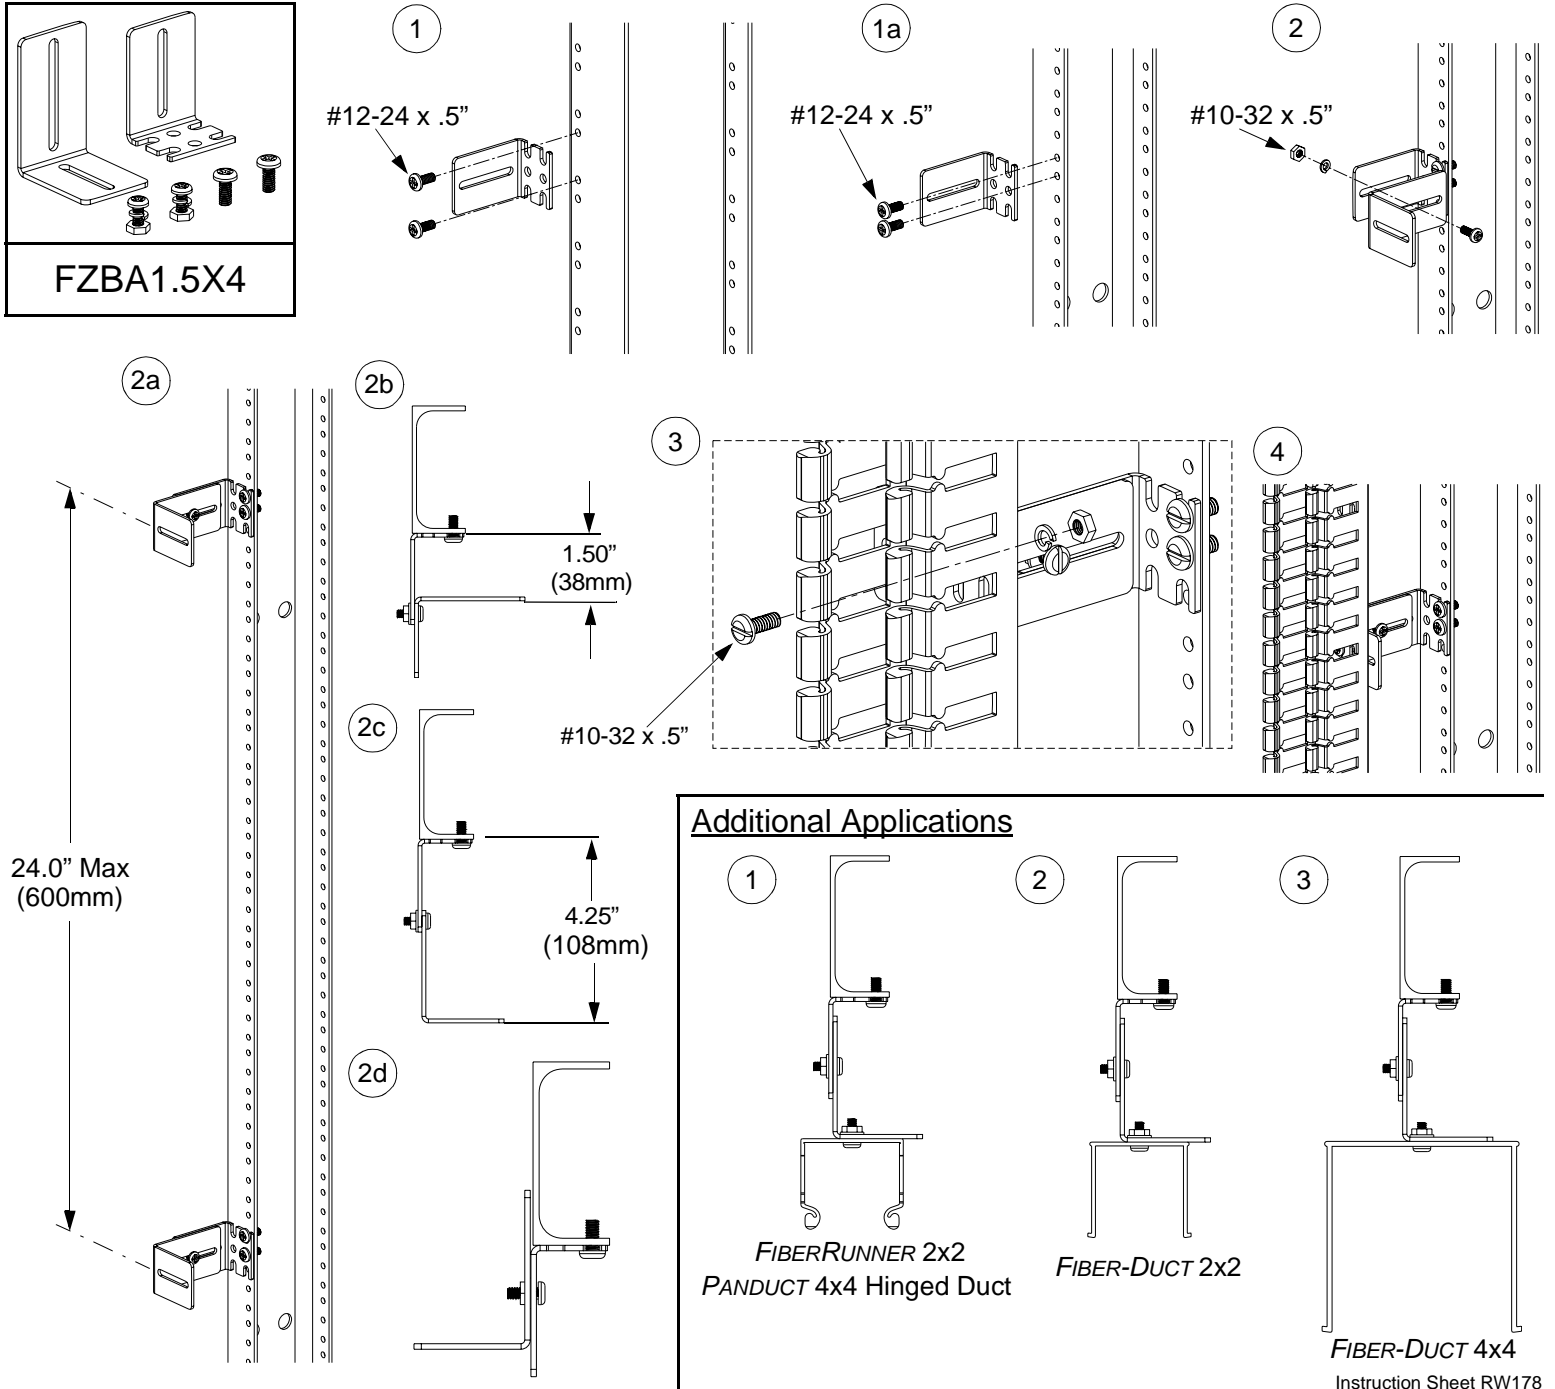 FZBA1.5X4
1
#12-24 x .5”
1a
#12-24 x .5”
2
#10-32 x .5”
2a
24.0” Max
(600mm)
2b
1.50”
(38mm)
2c
4.25”
(108mm)
2d
3
#10-32 x .5”
4
Additional Applications
1
FIBERRUNNER 2x2
PANDUCT 4x4 Hinged Duct
2
FIBER-DUCT 2x2
3
FIBER-DUCT 4x4
Instruction Sheet RW178